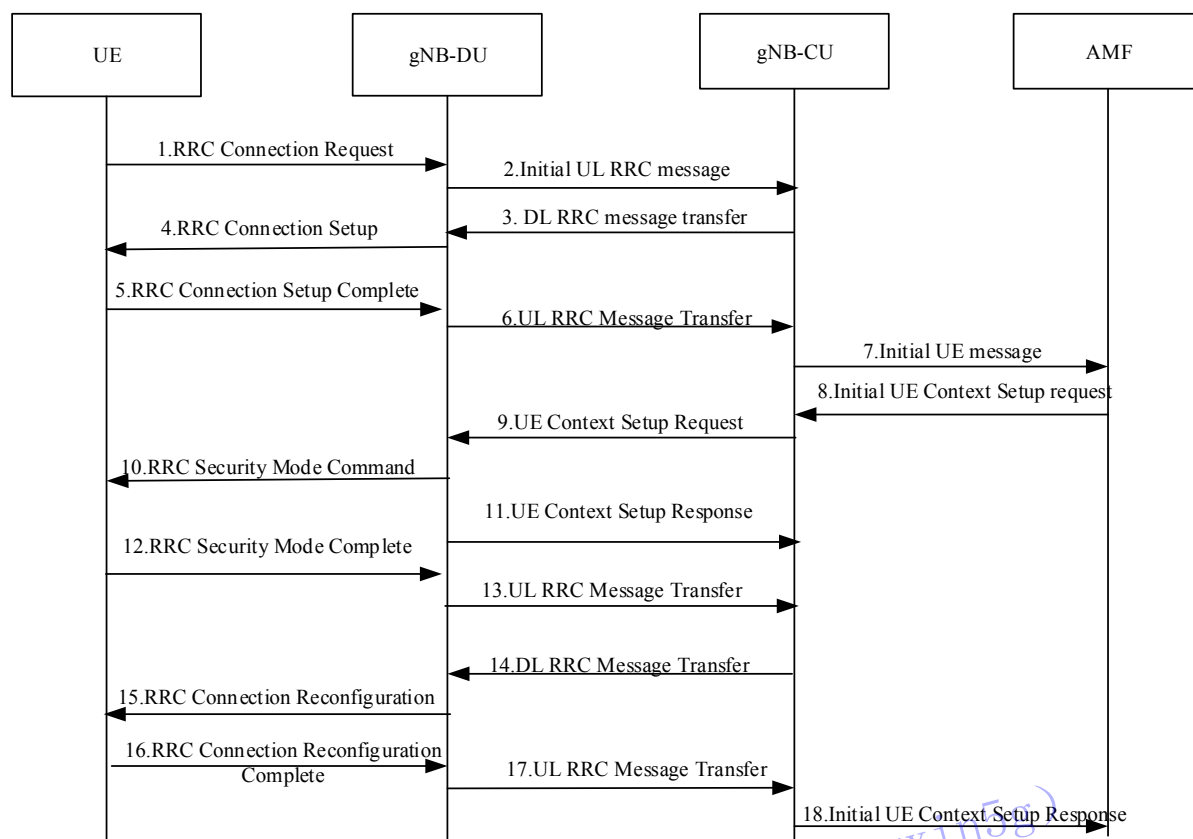 UE
gNB-DU
gNB-CU
AMF
1.RRC Connection Request
2.Initial UL RRC message
3. DL RRC message transfer
4.RRC Connection Setup
5.RRC Connection Setup Complete
6.UL RRC Message Transfer
7.Initial UE message
8.Initial UE Context Setup request
9.UE Context Setup Request
10.RRC Security Mode Command
11.UE Context Setup Response
12.RRC Security Mode Complete
13.UL RRC Message Transfer
14.DL RRC Message Transfer
15.RRC Connection Reconfiguration
16.RRC Connection Reconfiguration
Complete
17.UL RRC Message Transfer
18.Initial UE Context Setup Response